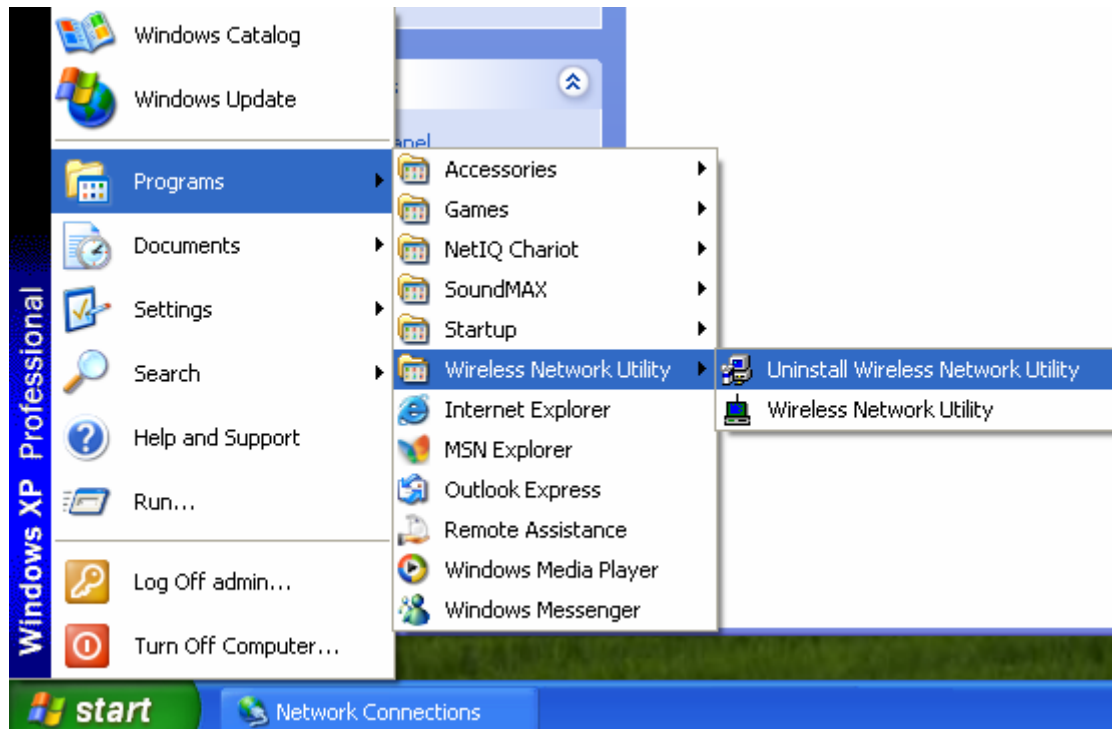 Windows XP Professional
Windows Catalog
Windows Update
Programs
Documents
Settings
Search
Help and Support
Run...
Log Off admin...
Turn Off Computer...
Accessories
Games
NetIQ Chariot
SoundMAX
Startup
Wireless Network Utility
Internet Explorer
MSN Explorer
Outlook Express
Remote Assistance
Windows Media Player
Windows Messenger
Uninstall Wireless Network Utility
Wireless Network Utility
start
Network Connections